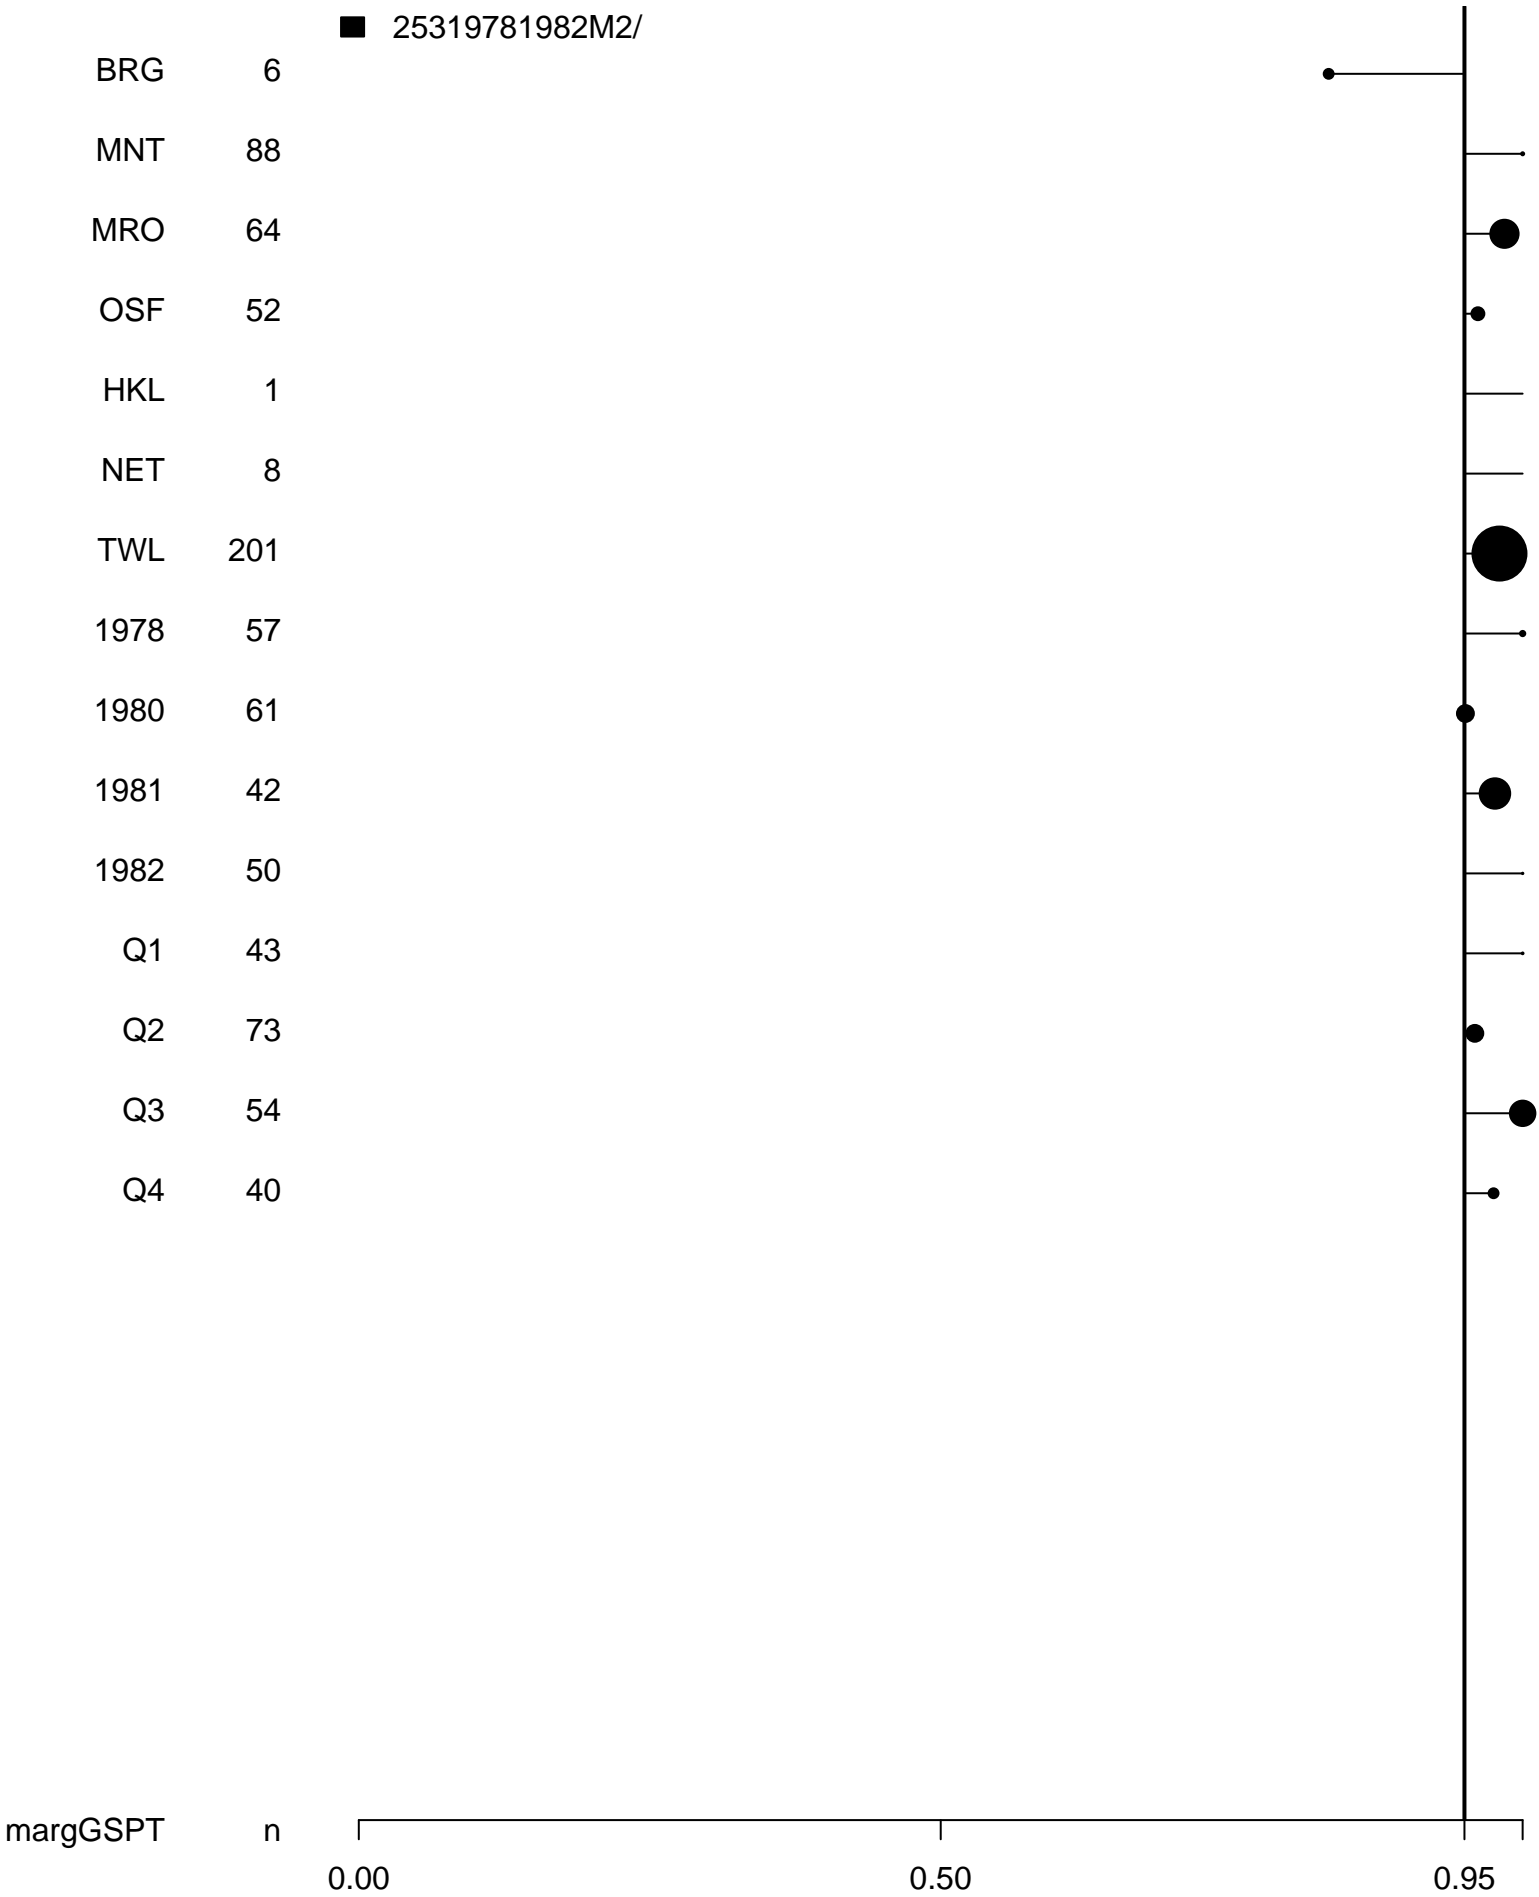 25319781982M2/
BRG 6
MNT 88
MRO 64
OSF 52
HKL 1
NET 8
TWL 201
1978 57
1980 61
1981 42
1982 50
Q1 43
Q2 73
Q3 54
Q4 40
margGSPT n
0.00 0.50 0.95